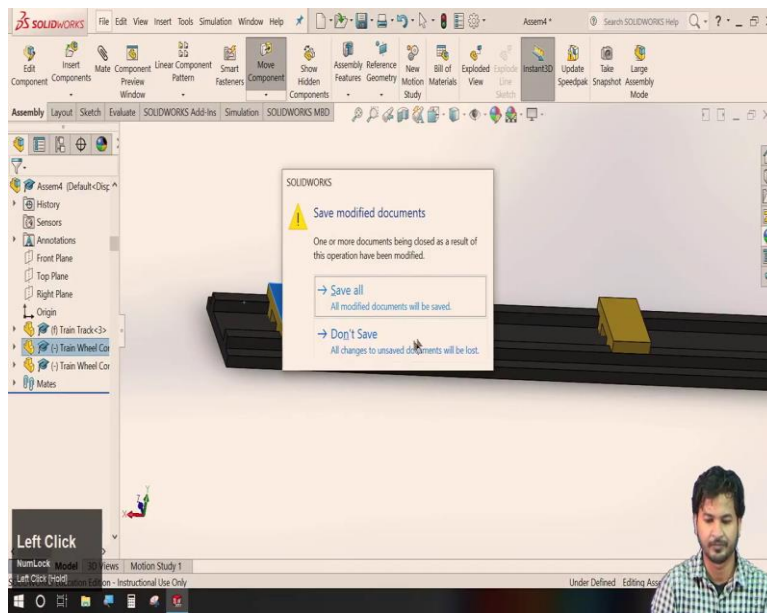 SOLIDWORKS File Edit View Insert Tools Simulation Window Help Assem4 * Search SOLIDWORKS Help
Edit Component
Insert Components
Mate
Component Preview Window
Linear Component Pattern
Smart Fasteners
Move Component
Show Hidden Components
Assembly Features
Reference Geometry
New Motion Study
Bill of Materials
Exploded View
Explode Line Sketch
Instant3D
Update Speedpak
Take Snapshot
Large Assembly Mode
Assembly Layout Sketch Evaluate SOLIDWORKS Add-Ins Simulation SOLIDWORKS MBD
Assem4 (Default<Disp
History
Sensors
Annotations
Front Plane
Top Plane
Right Plane
Origin
(f) Train Track<3>
(-) Train Wheel Cor
(-) Train Wheel Cor
Mates
SOLIDWORKS
Save modified documents
One or more documents being closed as a result of
this operation have been modified.
→ Save all
All modified documents will be saved.
→ Don't Save
All changes to unsaved documents will be lost.
Left Click
NumLock
Left Click [Hold]
Model 3D Views Motion Study 1
- Instructional Use Only Under Defined Editing